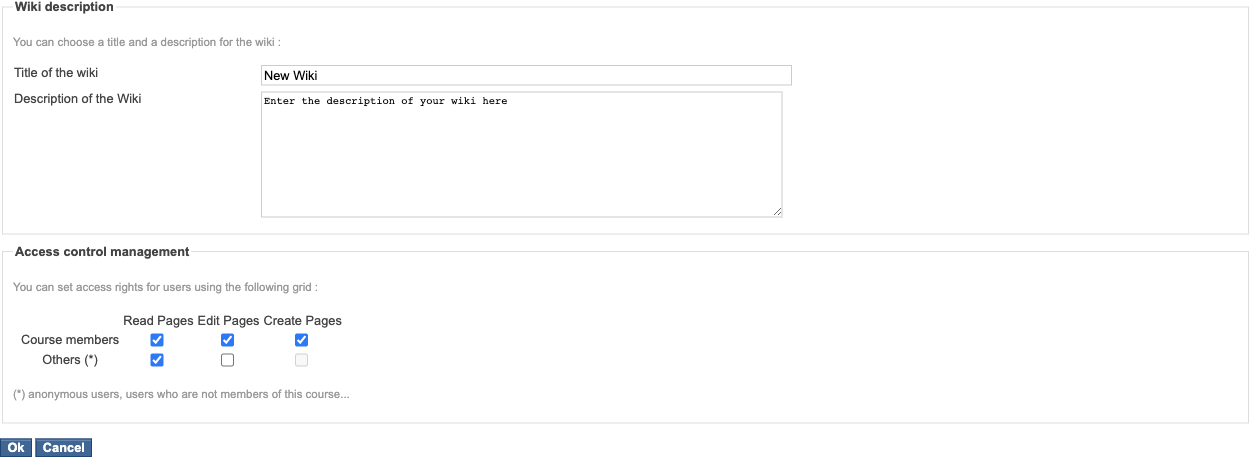 Wiki description
You can choose a title and a description for the wiki :
Title of the wiki
New Wiki
Description of the Wiki
Enter the description of your wiki here
Access control management
You can set access rights for users using the following grid :
Read Pages Edit Pages Create Pages
Course members
Others (*)
(*) anonymous users, users who are not members of this course...
Ok Cancel